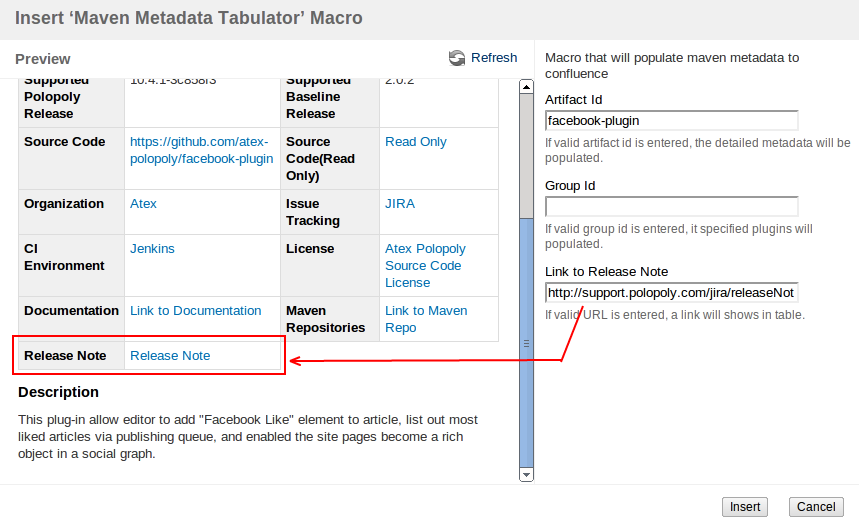 Insert ‘Maven Metadata Tabulator’ Macro
Preview
Refresh
Supported
Polopoly
Release
10.4.1-3c858f3
Supported
Baseline
Release
2.0.2
Source Code
https://github.com/atex-
polopoly/facebook-plugin
Source
Code(Read
Only)
Read Only
Organization
Atex
Issue
Tracking
JIRA
CI
Environment
Jenkins
License
Atex Polopoly
Source Code
License
Documentation
Link to Documentation
Maven
Repositories
Link to Maven
Repo
Release Note
Release Note
Description
This plug-in allow editor to add "Facebook Like" element to article, list out most
liked articles via publishing queue, and enabled the site pages become a rich
object in a social graph.
Macro that will populate maven metadata to
confluence
Artifact Id
facebook-plugin
If valid artifact id is entered, the detailed metadata will be
populated.
Group Id
If valid group id is entered, it specified plugins will
populated.
Link to Release Note
http://support.polopoly.com/jira/releaseNot
If valid URL is entered, a link will shows in table.
Insert
Cancel